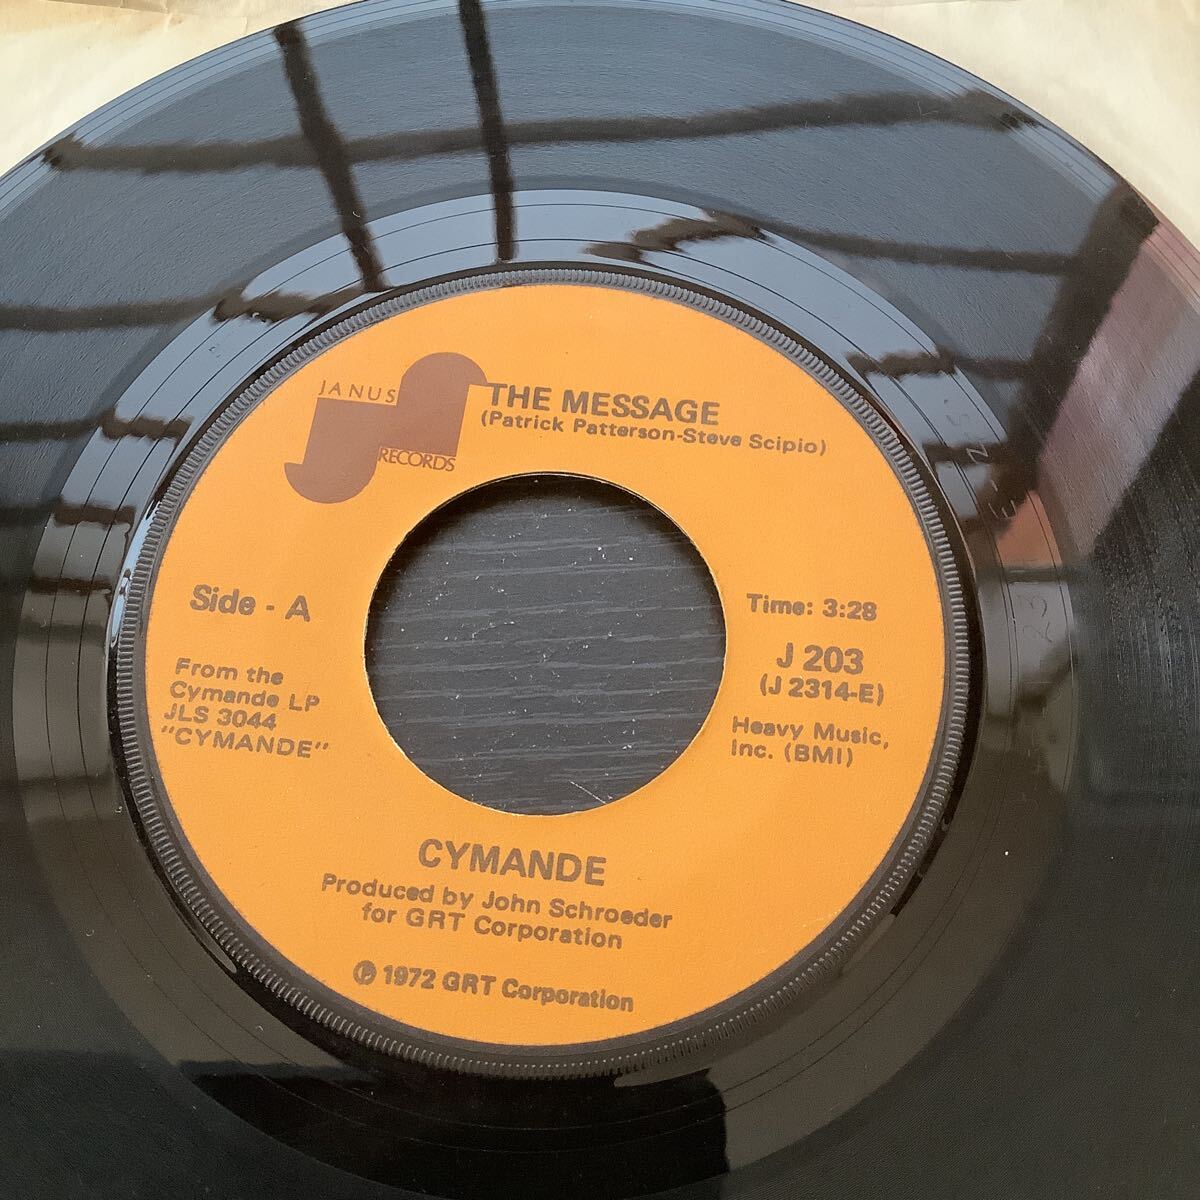 JANUS
RECORDS
THE MESSAGE
(Patrick Patterson-Steve Scipio)
Side - A
From the
Cymande LP
JLS 3044
"CYMANDE"
Time: 3:28
J 203
(J 2314-E)
Heavy Music,
Inc. (BMI)
CYMANDE
Produced by John Schroeder
for GRT Corporation
℗ 1972 GRT Corporation